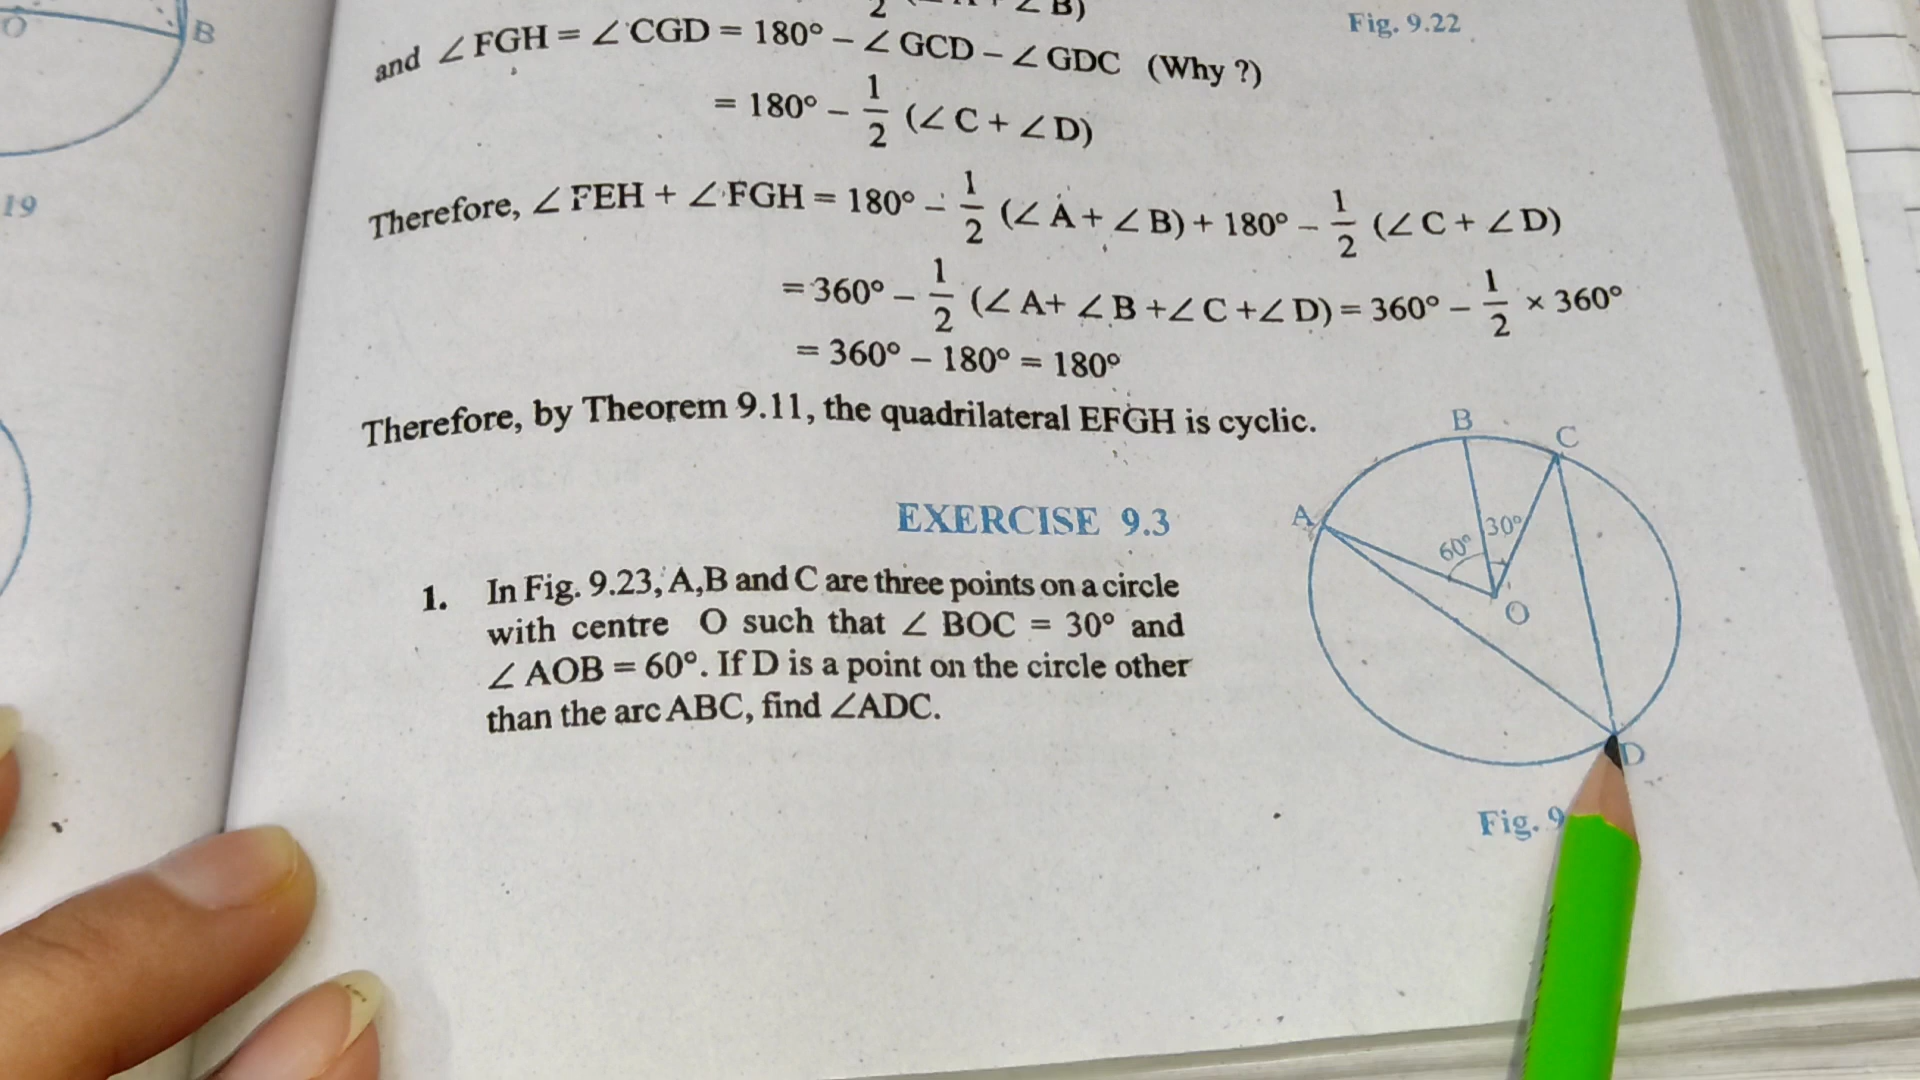 O
B
19
2
∠ B)
Fig. 9.22
and ∠ FGH = ∠ CGD = 180° – ∠ GCD – ∠ GDC (Why ?)
= 180° – 1/2 (∠ C + ∠ D)
Therefore, ∠ FEH + ∠ FGH = 180° – 1/2 (∠ A + ∠ B) + 180° – 1/2 (∠ C + ∠ D)
= 360° – 1/2 (∠ A+ ∠ B +∠ C +∠ D) = 360° – 1/2 × 360°
= 360° – 180° = 180°
Therefore, by Theorem 9.11, the quadrilateral EFGH is cyclic.
EXERCISE 9.3
1. In Fig. 9.23, A,B and C are three points on a circle
with centre O such that ∠ BOC = 30° and
∠ AOB = 60°. If D is a point on the circle other
than the arc ABC, find ∠ADC.
B
C
A
60°
30°
O
D
Fig. 9